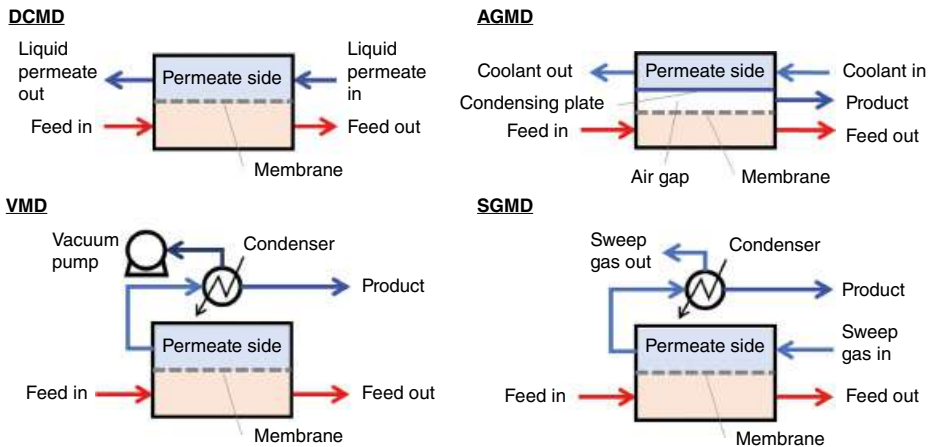 DCMD
Liquid
permeate
out
Permeate side
Liquid
permeate
in
Feed in
Feed out
Membrane
AGMD
Coolant out
Permeate side
Coolant in
Condensing plate
Product
Feed in
Feed out
Air gap
Membrane
VMD
Vacuum
pump
Condenser
Product
Permeate side
Feed in
Feed out
Membrane
SGMD
Sweep
gas out
Condenser
Product
Permeate side
Sweep
gas in
Feed in
Feed out
Membrane